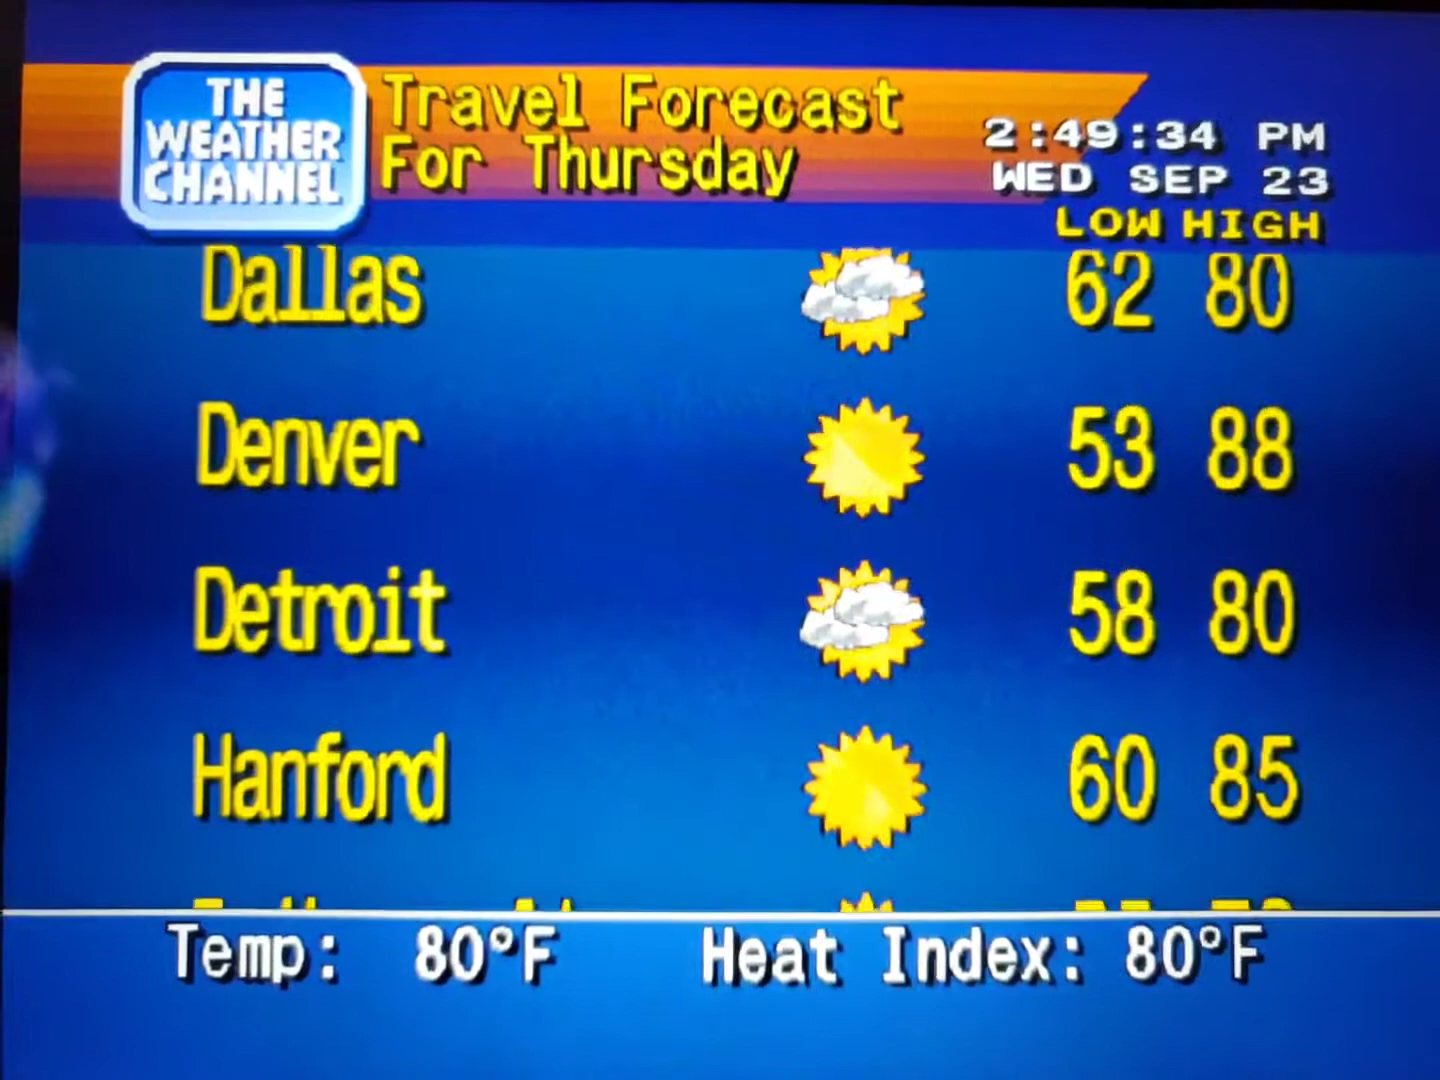 THE
WEATHER
CHANNEL
Travel Forecast
For Thursday
2:49:34 PM
WED SEP 23
LOW HIGH
Dallas 62 80
Denver 53 88
Detroit 58 80
Hanford 60 85
Temp: 80°F Heat Index: 80°F